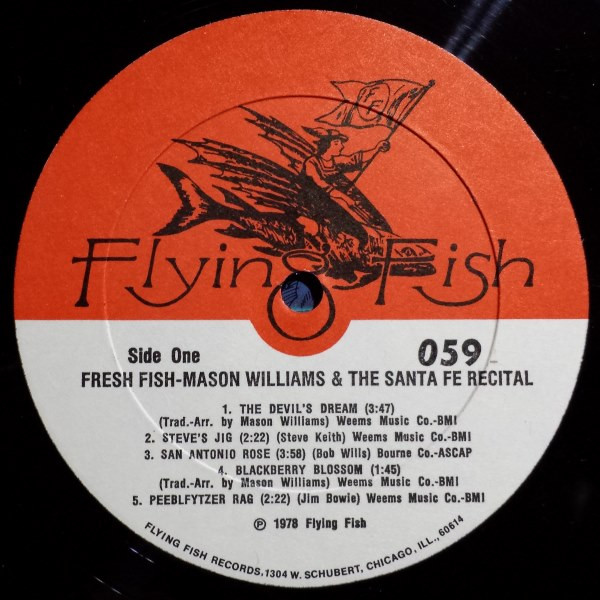 FF
Flying Fish
Side One
059
FRESH FISH-MASON WILLIAMS & THE SANTA FE RECITAL
1. THE DEVIL'S DREAM (3:47)
(Trad.-Arr. by Mason Williams) Weems Music Co.-BMI
2. STEVE'S JIG (2:22) (Steve Keith) Weems Music Co.-BMI
3. SAN ANTONIO ROSE (3:58) (Bob Wills) Bourne Co.-ASCAP
4. BLACKBERRY BLOSSOM (1:45)
(Trad.-Arr. by Mason Williams) Weems Music Co.-BMI
5. PEEBLFYTZER RAG (2:22) (Jim Bowie) Weems Music Co.-BMI
℗ 1978 Flying Fish
FLYING FISH RECORDS, 1304 W. SCHUBERT, CHICAGO, ILL., 60614